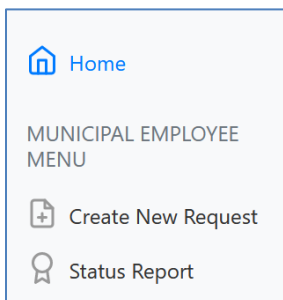 Home
MUNICIPAL EMPLOYEE
MENU
Create New Request
Status Report